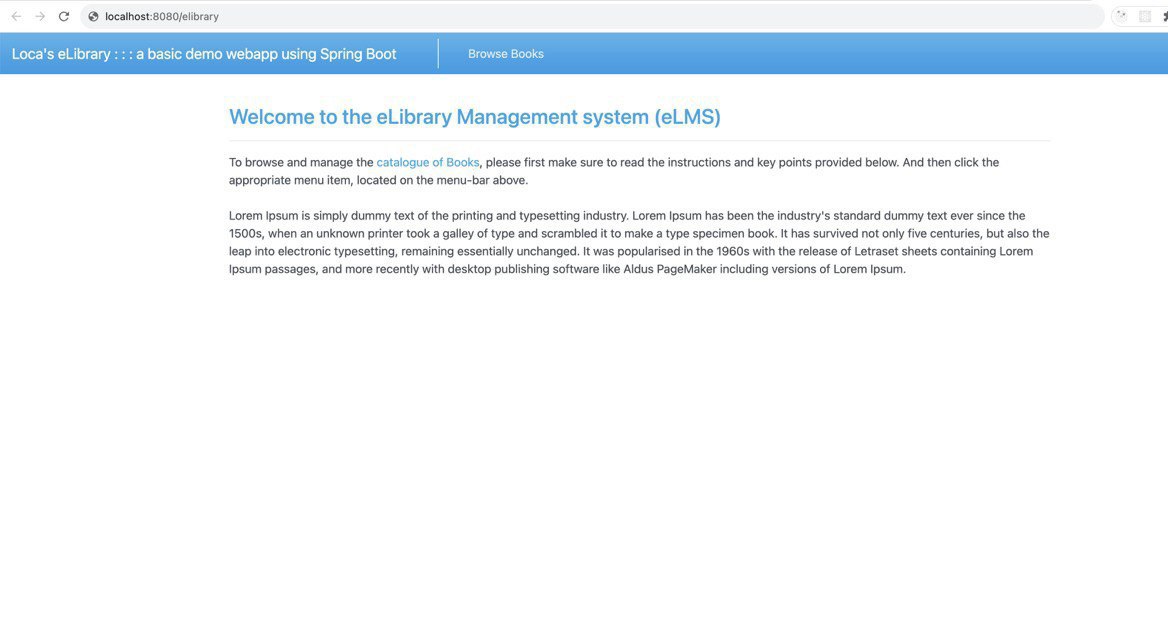 localhost:8080/elibrary
Loca's eLibrary : : : a basic demo webapp using Spring Boot
Browse Books
Welcome to the eLibrary Management system (eLMS)
To browse and manage the catalogue of Books, please first make sure to read the instructions and key points provided below. And then click the
appropriate menu item, located on the menu-bar above.
Lorem Ipsum is simply dummy text of the printing and typesetting industry. Lorem Ipsum has been the industry's standard dummy text ever since the
1500s, when an unknown printer took a galley of type and scrambled it to make a type specimen book. It has survived not only five centuries, but also the
leap into electronic typesetting, remaining essentially unchanged. It was popularised in the 1960s with the release of Letraset sheets containing Lorem
Ipsum passages, and more recently with desktop publishing software like Aldus PageMaker including versions of Lorem Ipsum.